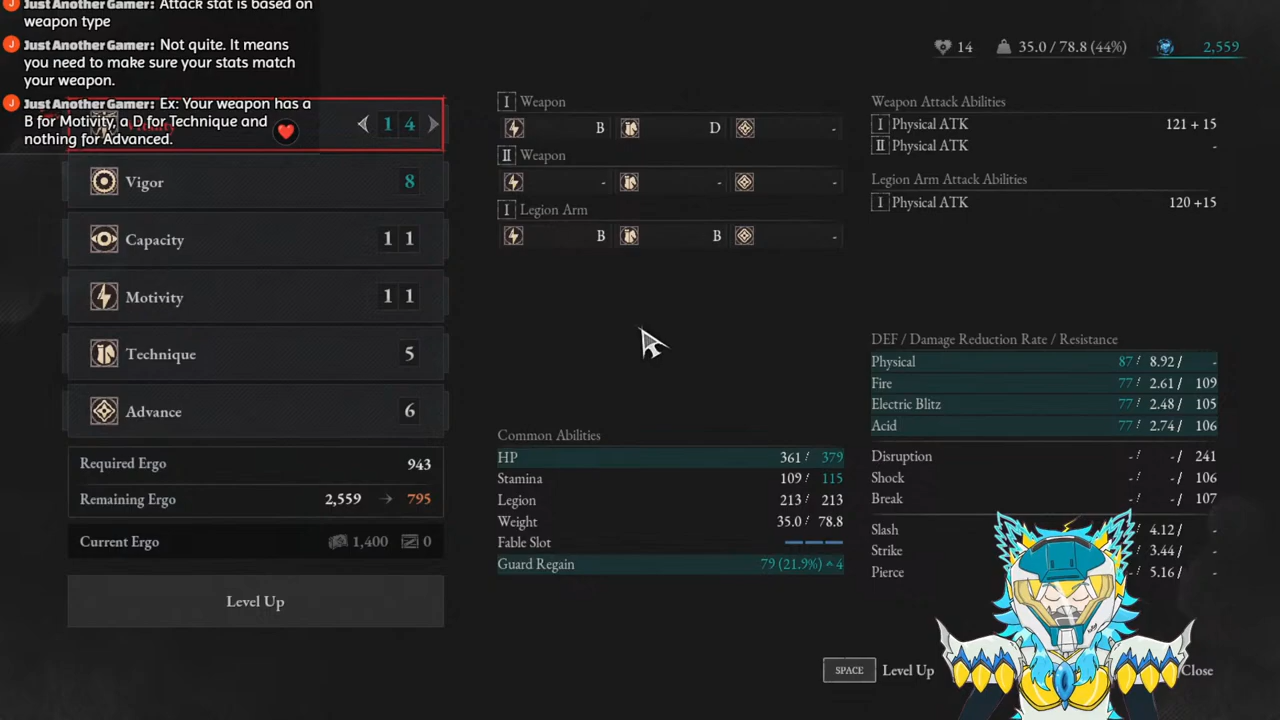 Just Another Gamer: Attack stat is based on
weapon type
Just Another Gamer: Not quite. It means
you need to make sure your stats match
your weapon.
Just Another Gamer: Ex: Your weapon has a
B for Motivity, a D for Technique and
nothing for Advanced.
14 35.0 / 78.8 (44%) 2,559
1 4
Vigor 8
Capacity 1 1
Motivity 1 1
Technique 5
Advance 6
Required Ergo 943
Remaining Ergo 2,559 → 795
Current Ergo 1,400 0
Level Up
I Weapon
B D -
II Weapon
- - -
I Legion Arm
B B -
Common Abilities
HP 361 / 379
Stamina 109 / 115
Legion 213 / 213
Weight 35.0 / 78.8
Fable Slot
Guard Regain 79 (21.9%) ^ 4
Weapon Attack Abilities
I Physical ATK 121 + 15
II Physical ATK -
Legion Arm Attack Abilities
I Physical ATK 120 +15
DEF / Damage Reduction Rate / Resistance
Physical 87 / 8.92 / -
Fire 77 / 2.61 / 109
Electric Blitz 77 / 2.48 / 105
Acid 77 / 2.74 / 106
Disruption - / - / 241
Shock - / - / 106
Break - / - / 107
Slash 4.12 / -
Strike - / 3.44 / -
Pierce - / 5.16 / -
SPACE Level Up Close